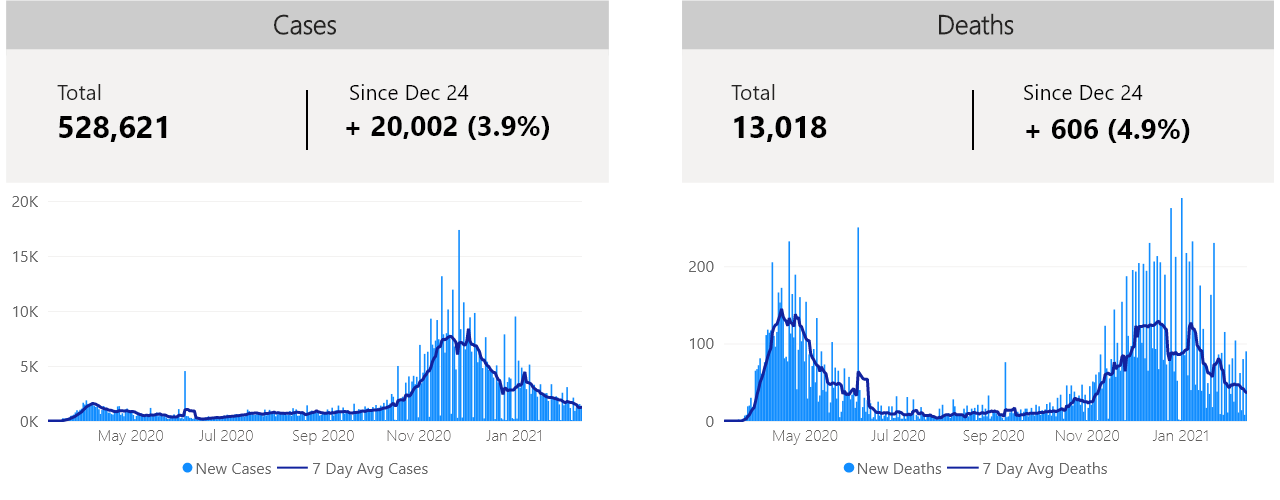 Cases
Total
Since Dec 24
528,621
+ 20,002 (3.9%)
20K
15K
10K
5K
0K
May 2020 Jul 2020 Sep 2020 Nov 2020 Jan 2021
New Cases 7 Day Avg Cases
Deaths
Total
Since Dec 24
13,018
+ 606 (4.9%)
200
100
0
May 2020 Jul 2020 Sep 2020 Nov 2020 Jan 2021
New Deaths 7 Day Avg Deaths